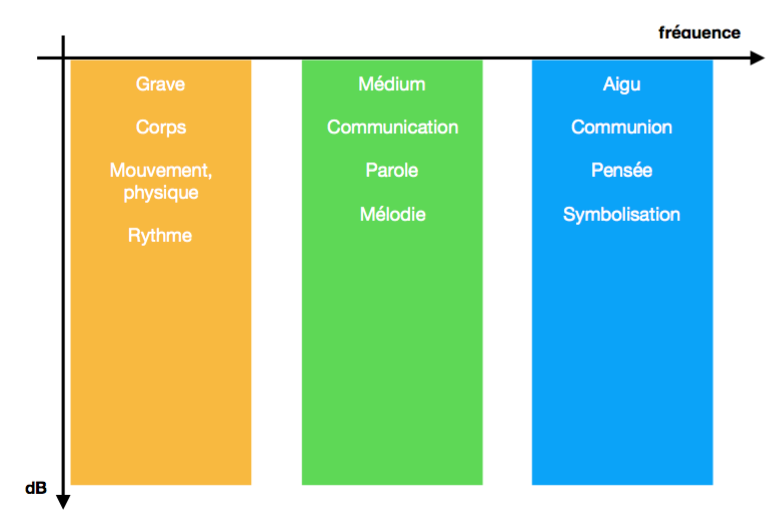 fréquence
Grave
Corps
Mouvement,
physique
Rythme
Médium
Communication
Parole
Mélodie
Aigu
Communion
Pensée
Symbolisation
dB